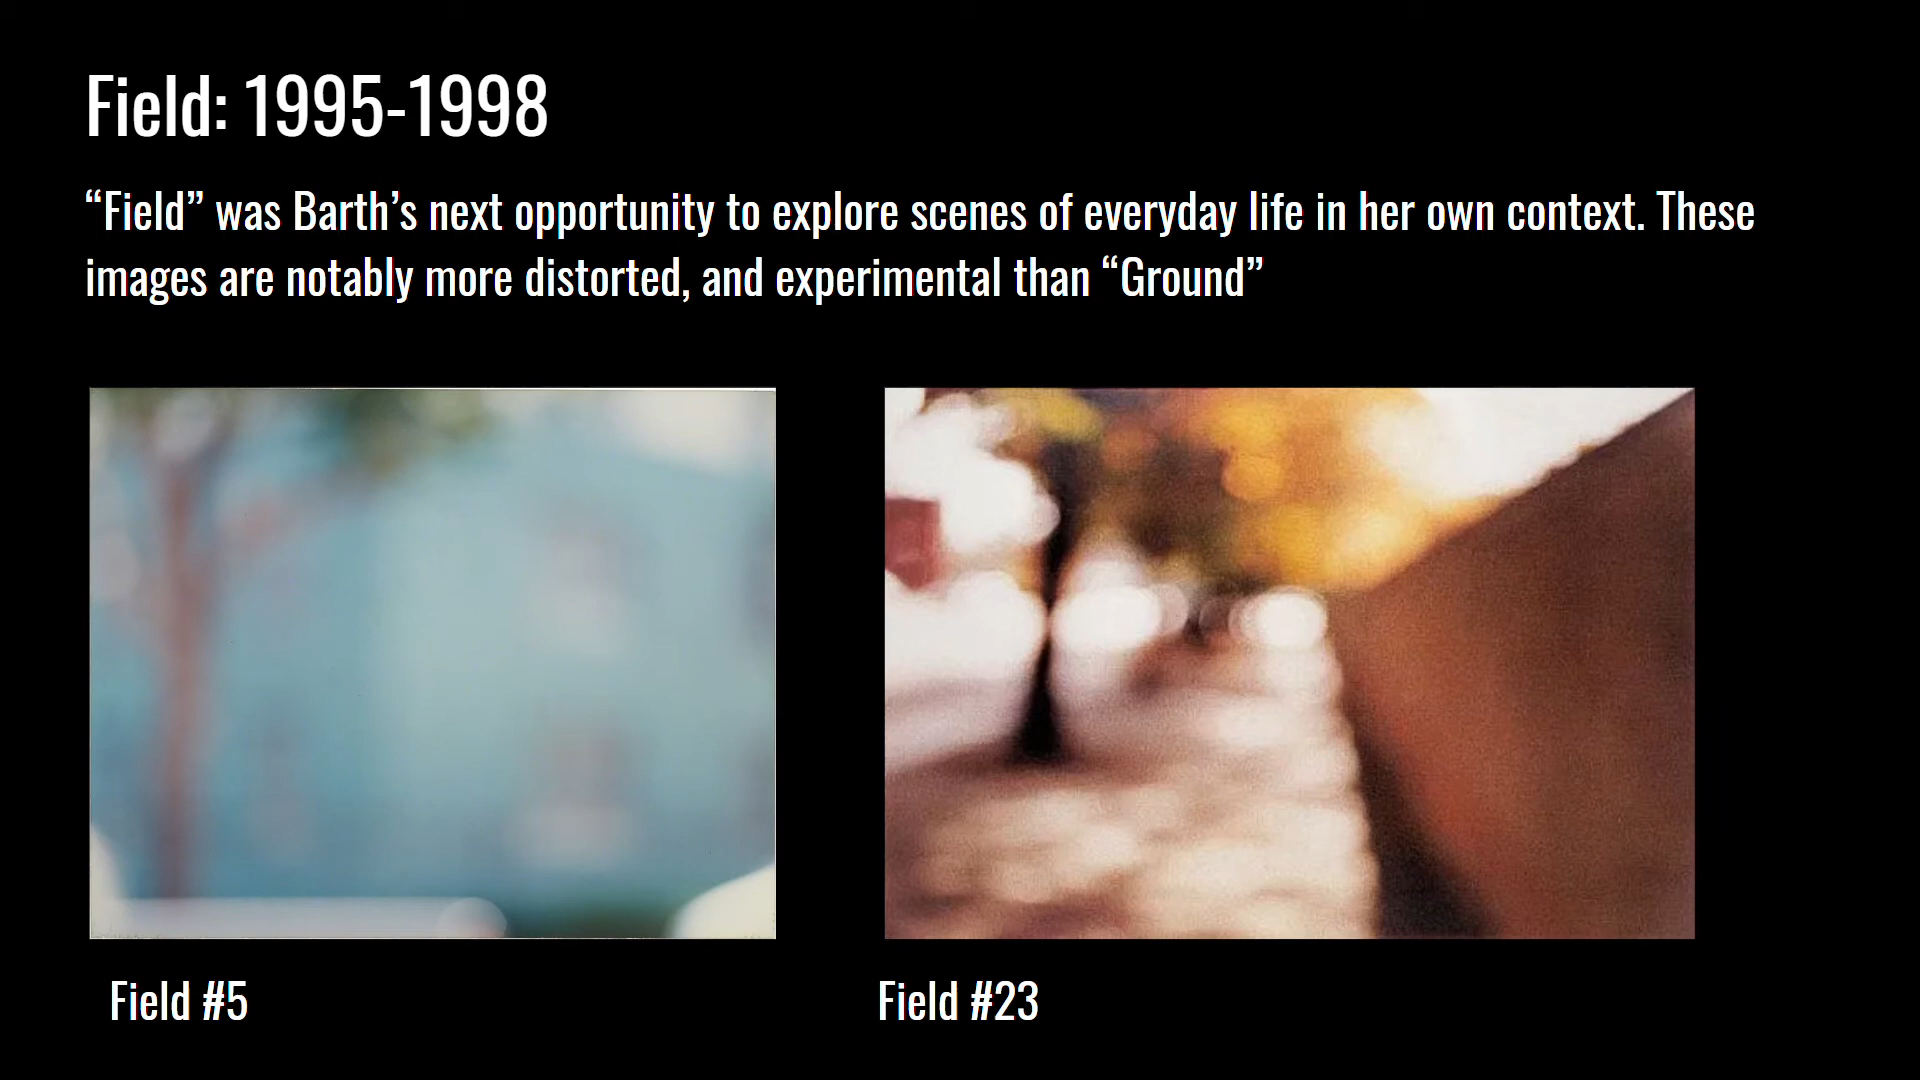 Field: 1995-1998
“Field” was Barth’s next opportunity to explore scenes of everyday life in her own context. These
images are notably more distorted, and experimental than “Ground”
Field #5
Field #23